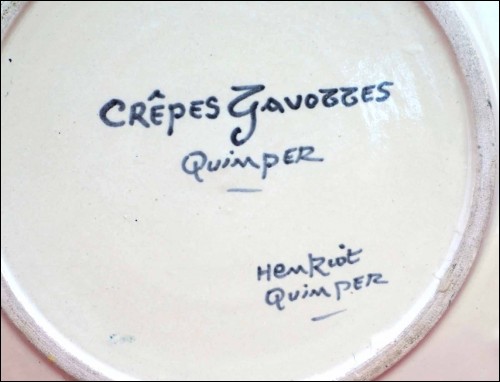 CRÊPES GAVOTTES
QUIMPER
HENRIOT
QUIMPER